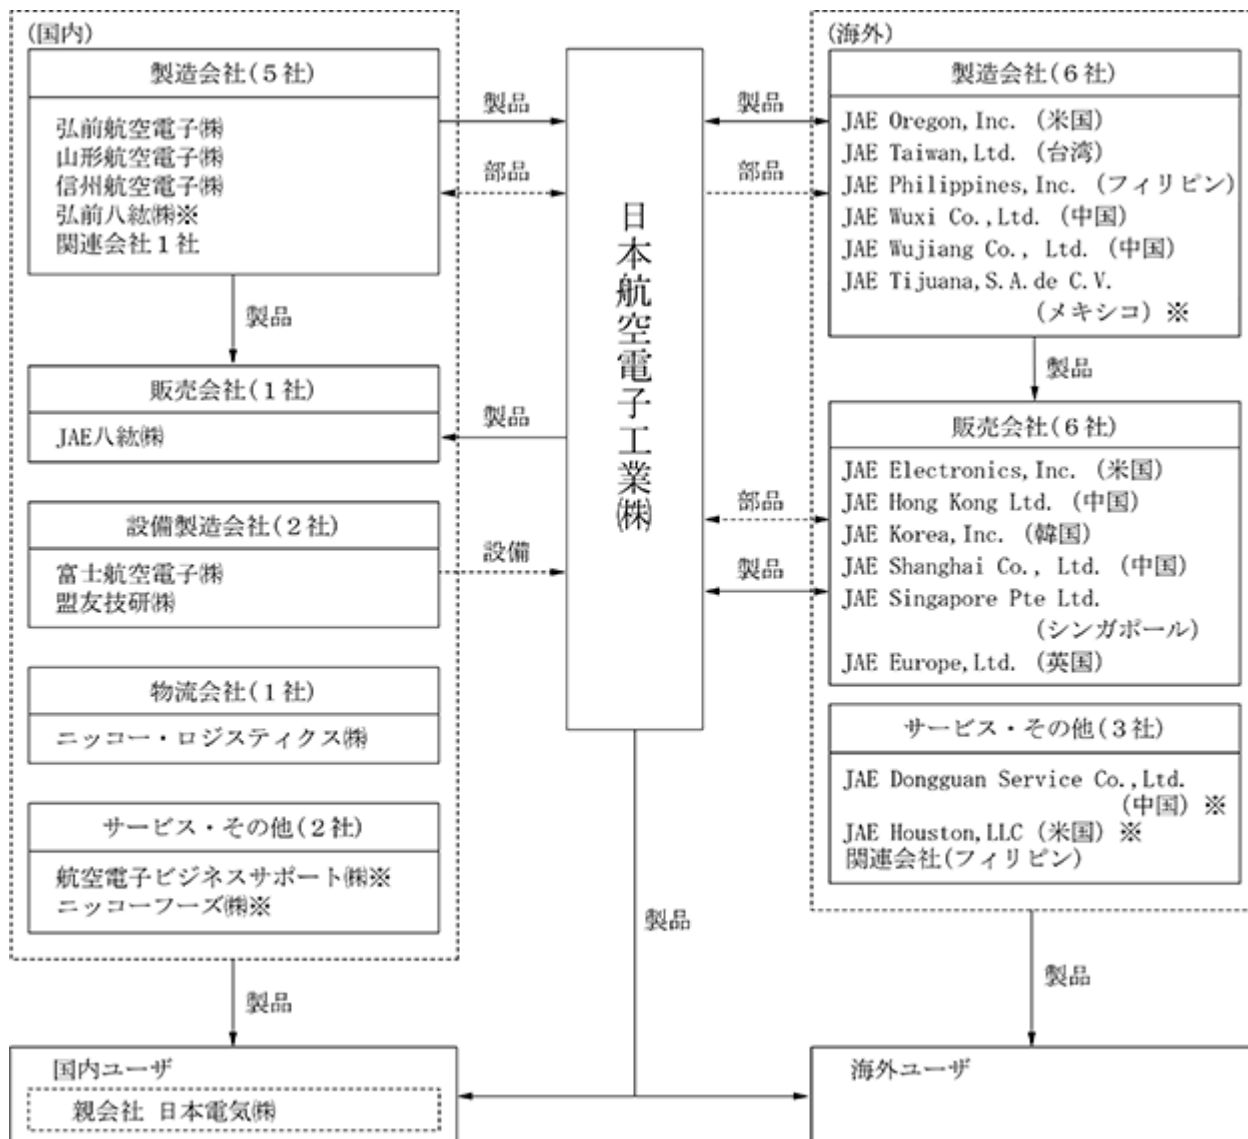 (国内)
製造会社(5社)
弘前航空電子㈱
山形航空電子㈱
信州航空電子㈱
弘前八紘㈱※
関連会社1社
製品
販売会社(1社)
JAE八紘㈱
設備製造会社(2社)
富士航空電子㈱
盟友技研㈱
物流会社(1社)
ニッコー・ロジスティクス㈱
サービス・その他(2社)
航空電子ビジネスサポート㈱※
ニッコーフーズ㈱※
製品
国内ユーザ
親会社 日本電気㈱
製品
部品
製品
設備
日本航空電子工業㈱
製品
製品
部品
部品
製品
(海外)
製造会社(6社)
JAE Oregon,Inc. (米国)
JAE Taiwan,Ltd. (台湾)
JAE Philippines,Inc. (フィリピン)
JAE Wuxi Co.,Ltd. (中国)
JAE Wujiang Co., Ltd. (中国)
JAE Tijuana,S.A.de C.V.
(メキシコ) ※
製品
販売会社(6社)
JAE Electronics,Inc. (米国)
JAE Hong Kong Ltd. (中国)
JAE Korea,Inc. (韓国)
JAE Shanghai Co., Ltd. (中国)
JAE Singapore Pte Ltd.
(シンガポール)
JAE Europe,Ltd. (英国)
サービス・その他(3社)
JAE Dongguan Service Co.,Ltd.
(中国) ※
JAE Houston,LLC (米国) ※
関連会社(フィリピン)
製品
海外ユーザ